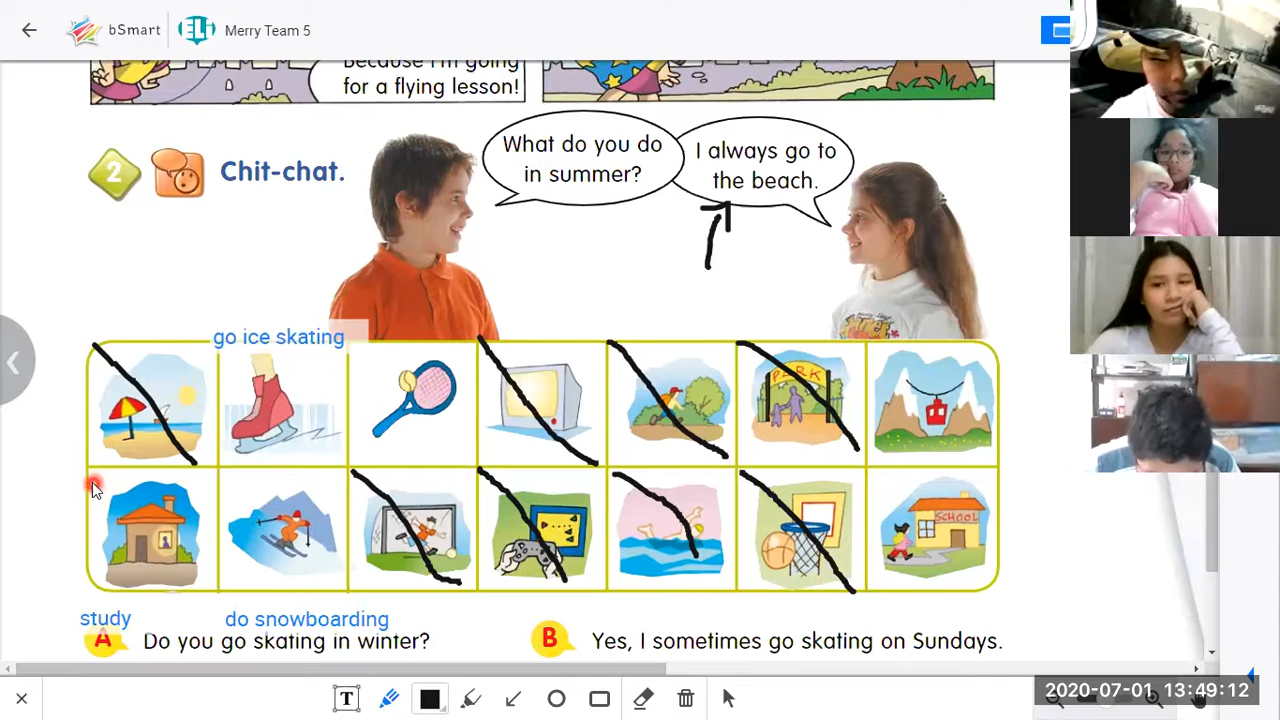 bSmart
ELi
Merry Team 5
Because I'm going
for a flying lesson!
2
Chit-chat.
What do you do
in summer?
I always go to
the beach.
go ice skating
PARK
SCHOOL
study
do snowboarding
A Do you go skating in winter?
B Yes, I sometimes go skating on Sundays.
T
2020-07-01 13:49:12